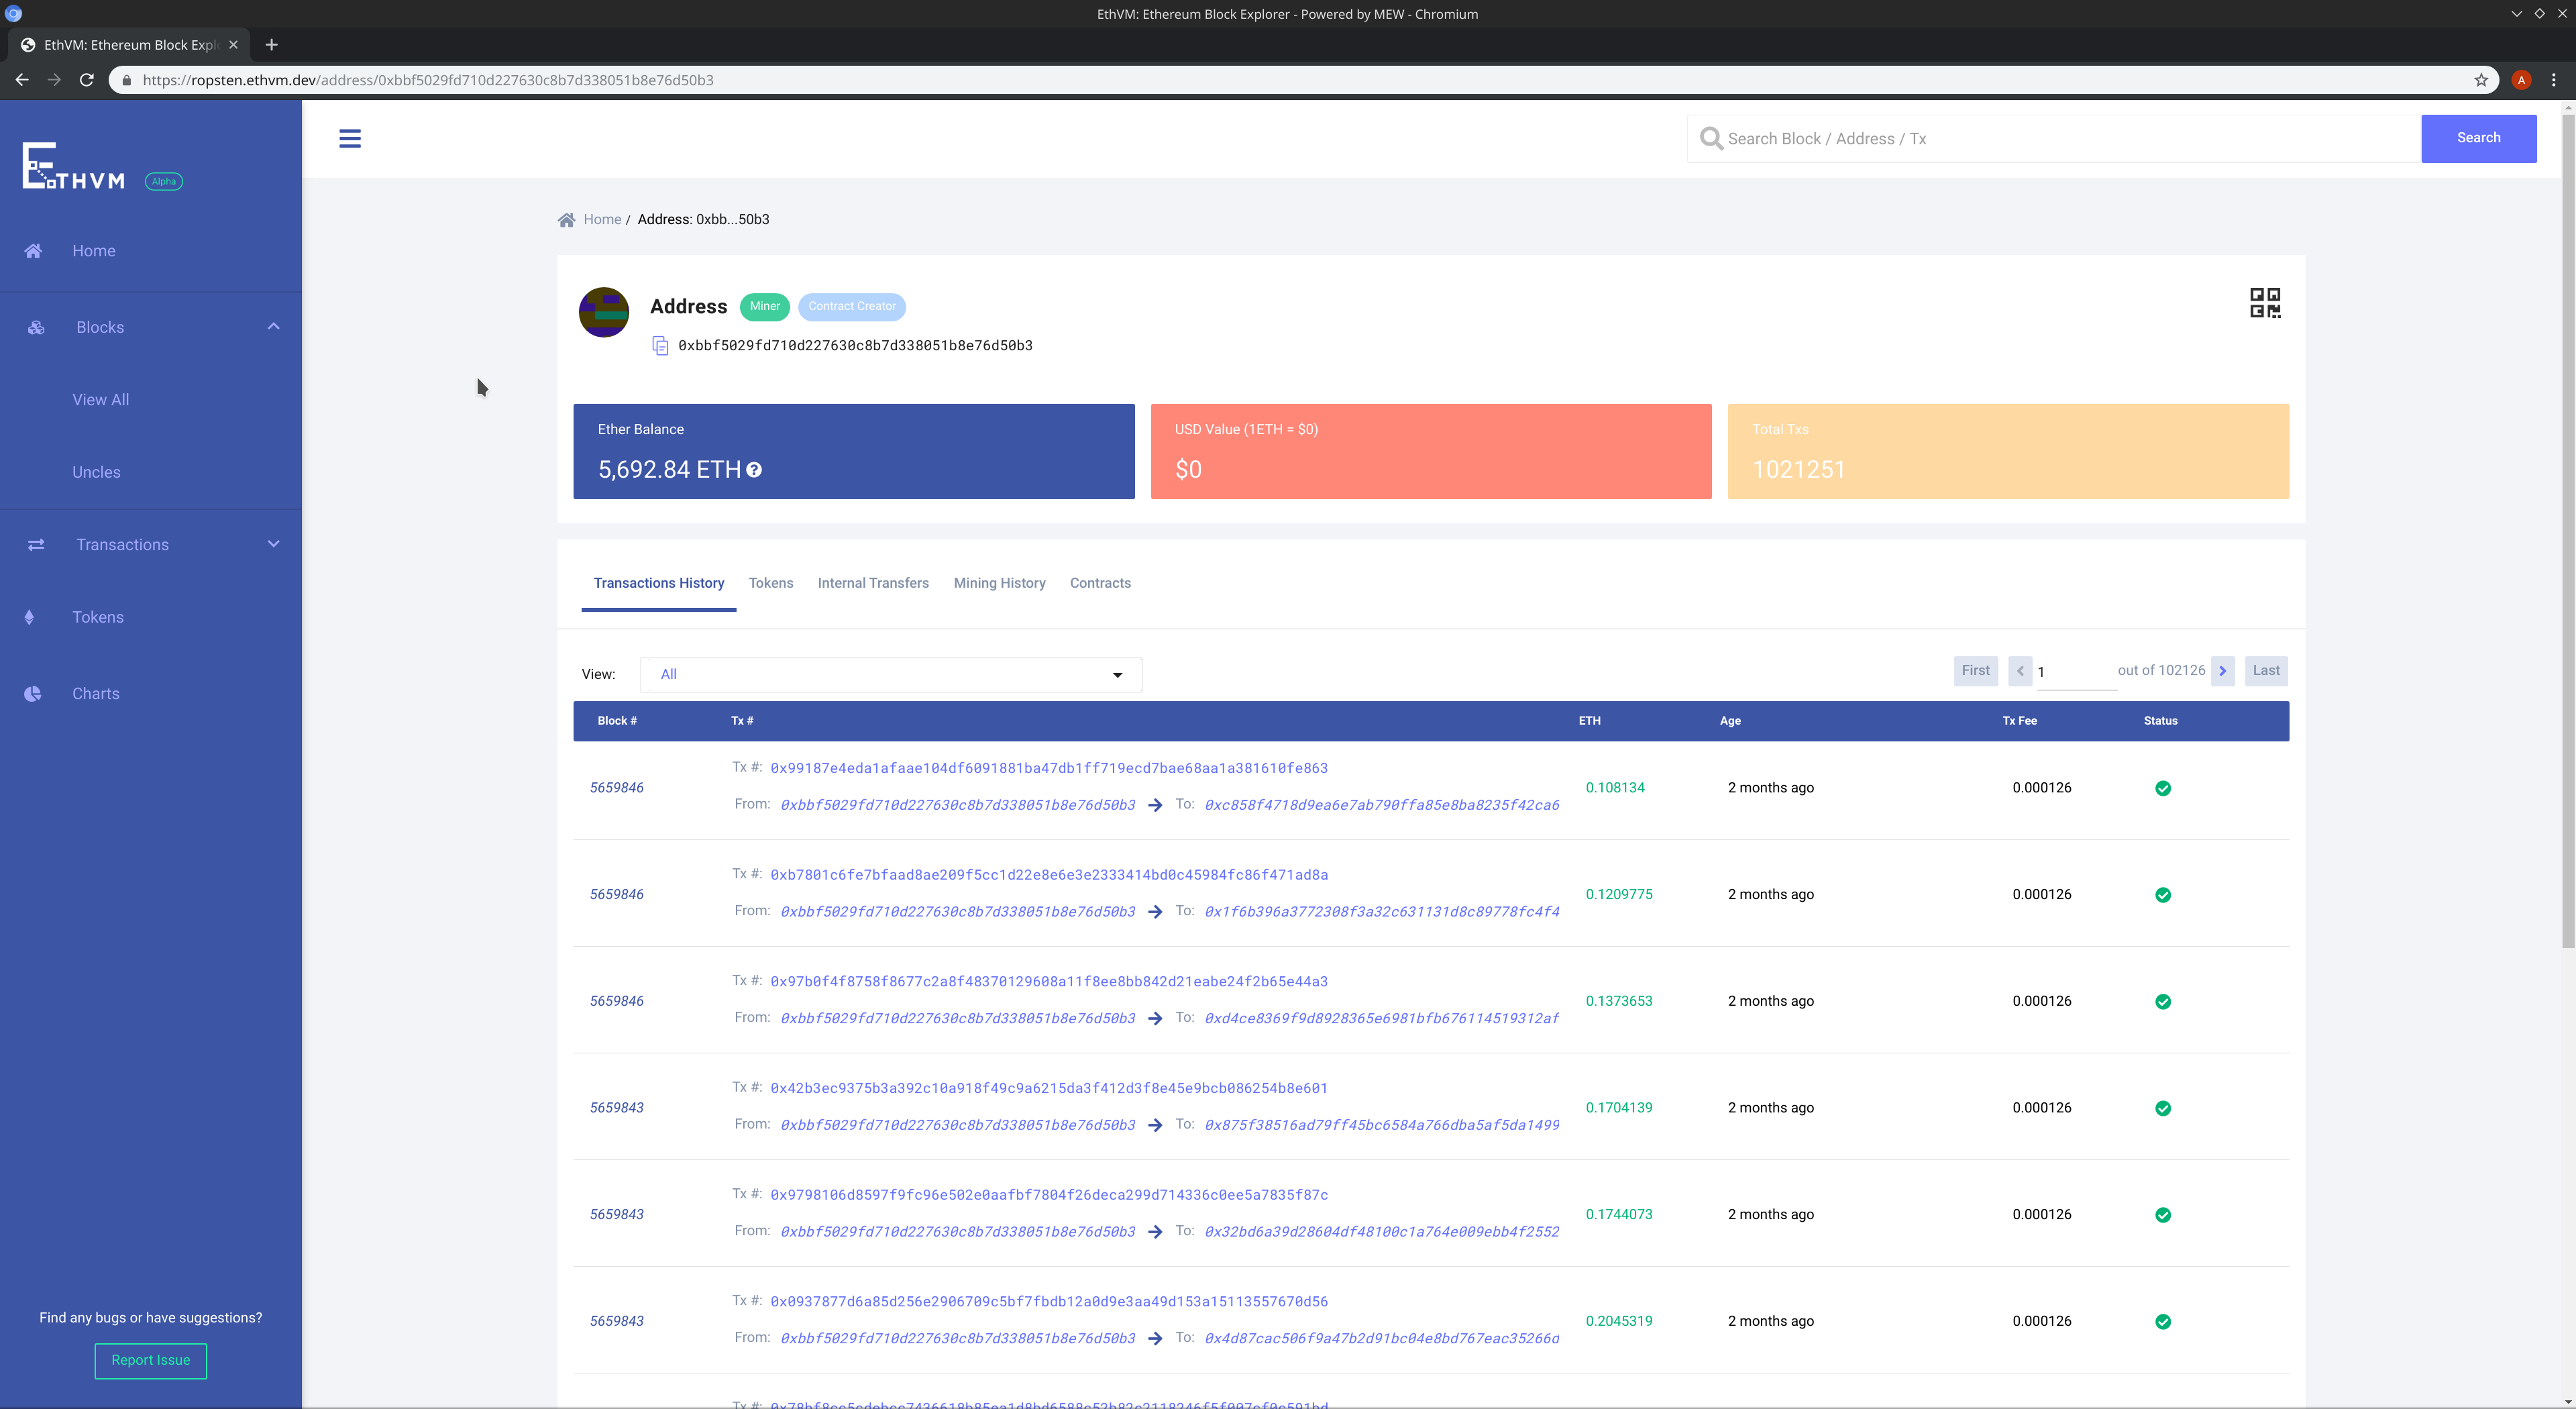 EthVM: Ethereum Block Explorer - Powered by MEW - Chromium
EthVM: Ethereum Block Expl
https://ropsten.ethvm.dev/address/0xbbf5029fd710d227630c8b7d338051b8e76d50b3
A
ETHVM Alpha
Search Block / Address / Tx
Search
Home / Address: 0xbb...50b3
Home
Blocks
View All
Uncles
Transactions
Tokens
Charts
Find any bugs or have suggestions?
Report Issue
Address Miner Contract Creator
0xbbf5029fd710d227630c8b7d338051b8e76d50b3
Ether Balance
5,692.84 ETH
USD Value (1ETH = $0)
$0
Total Txs
1021251
Transactions History Tokens Internal Transfers Mining History Contracts
View: All
First 1 out of 102126 Last
Block # Tx # ETH Age Tx Fee Status
Tx #: 0x99187e4eda1afaae104df6091881ba47db1ff719ecd7bae68aa1a381610fe863
5659846 0.108134 2 months ago 0.000126
From: 0xbbf5029fd710d227630c8b7d338051b8e76d50b3 To: 0xc858f4718d9ea6e7ab790ffa85e8ba8235f42ca6
Tx #: 0xb7801c6fe7bfaad8ae209f5cc1d22e8e6e3e2333414bd0c45984fc86f471ad8a
5659846 0.1209775 2 months ago 0.000126
From: 0xbbf5029fd710d227630c8b7d338051b8e76d50b3 To: 0x1f6b396a3772308f3a32c631131d8c89778fc4f4
Tx #: 0x97b0f4f8758f8677c2a8f48370129608a11f8ee8bb842d21eabe24f2b65e44a3
5659846 0.1373653 2 months ago 0.000126
From: 0xbbf5029fd710d227630c8b7d338051b8e76d50b3 To: 0xd4ce8369f9d8928365e6981bfb676114519312af
Tx #: 0x42b3ec9375b3a392c10a918f49c9a6215da3f412d3f8e45e9bcb086254b8e601
5659843 0.1704139 2 months ago 0.000126
From: 0xbbf5029fd710d227630c8b7d338051b8e76d50b3 To: 0x875f38516ad79ff45bc6584a766dba5af5da1499
Tx #: 0x9798106d8597f9fc96e502e0aafbf7804f26deca299d714336c0ee5a7835f87c
5659843 0.1744073 2 months ago 0.000126
From: 0xbbf5029fd710d227630c8b7d338051b8e76d50b3 To: 0x32bd6a39d28604df48100c1a764e009ebb4f2552
Tx #: 0x0937877d6a85d256e2906709c5bf7fbdb12a0d9e3aa49d153a15113557670d56
5659843 0.2045319 2 months ago 0.000126
From: 0xbbf5029fd710d227630c8b7d338051b8e76d50b3 To: 0x4d87cac506f9a47b2d91bc04e8bd767eac35266d
Tx #: